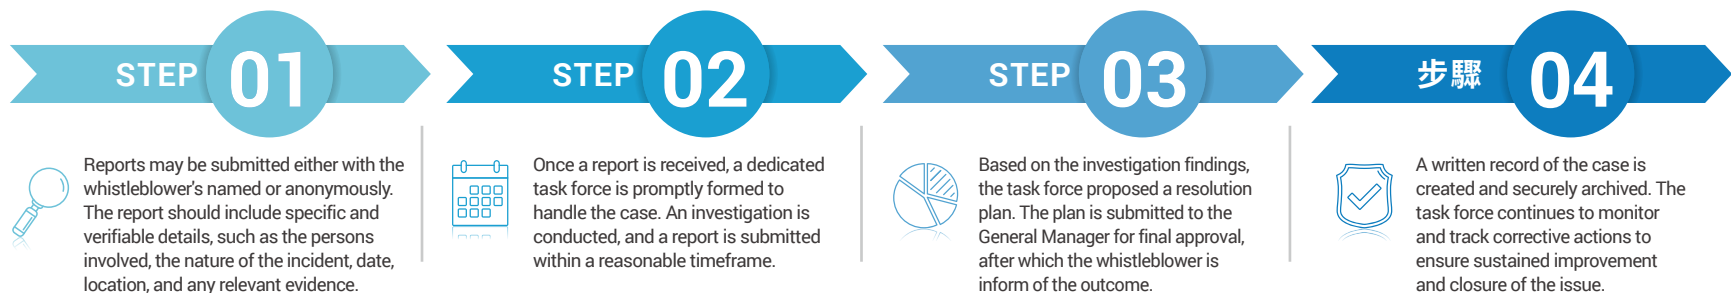 STEP 01
Reports may be submitted either with the
whistleblower's named or anonymously.
The report should include specific and
verifiable details, such as the persons
involved, the nature of the incident, date,
location, and any relevant evidence.
STEP 02
Once a report is received, a dedicated
task force is promptly formed to
handle the case. An investigation is
conducted, and a report is submitted
within a reasonable timeframe.
STEP 03
Based on the investigation findings,
the task force proposed a resolution
plan. The plan is submitted to the
General Manager for final approval,
after which the whistleblower is
inform of the outcome.
步驟 04
A written record of the case is
created and securely archived. The
task force continues to monitor
and track corrective actions to
ensure sustained improvement
and closure of the issue.